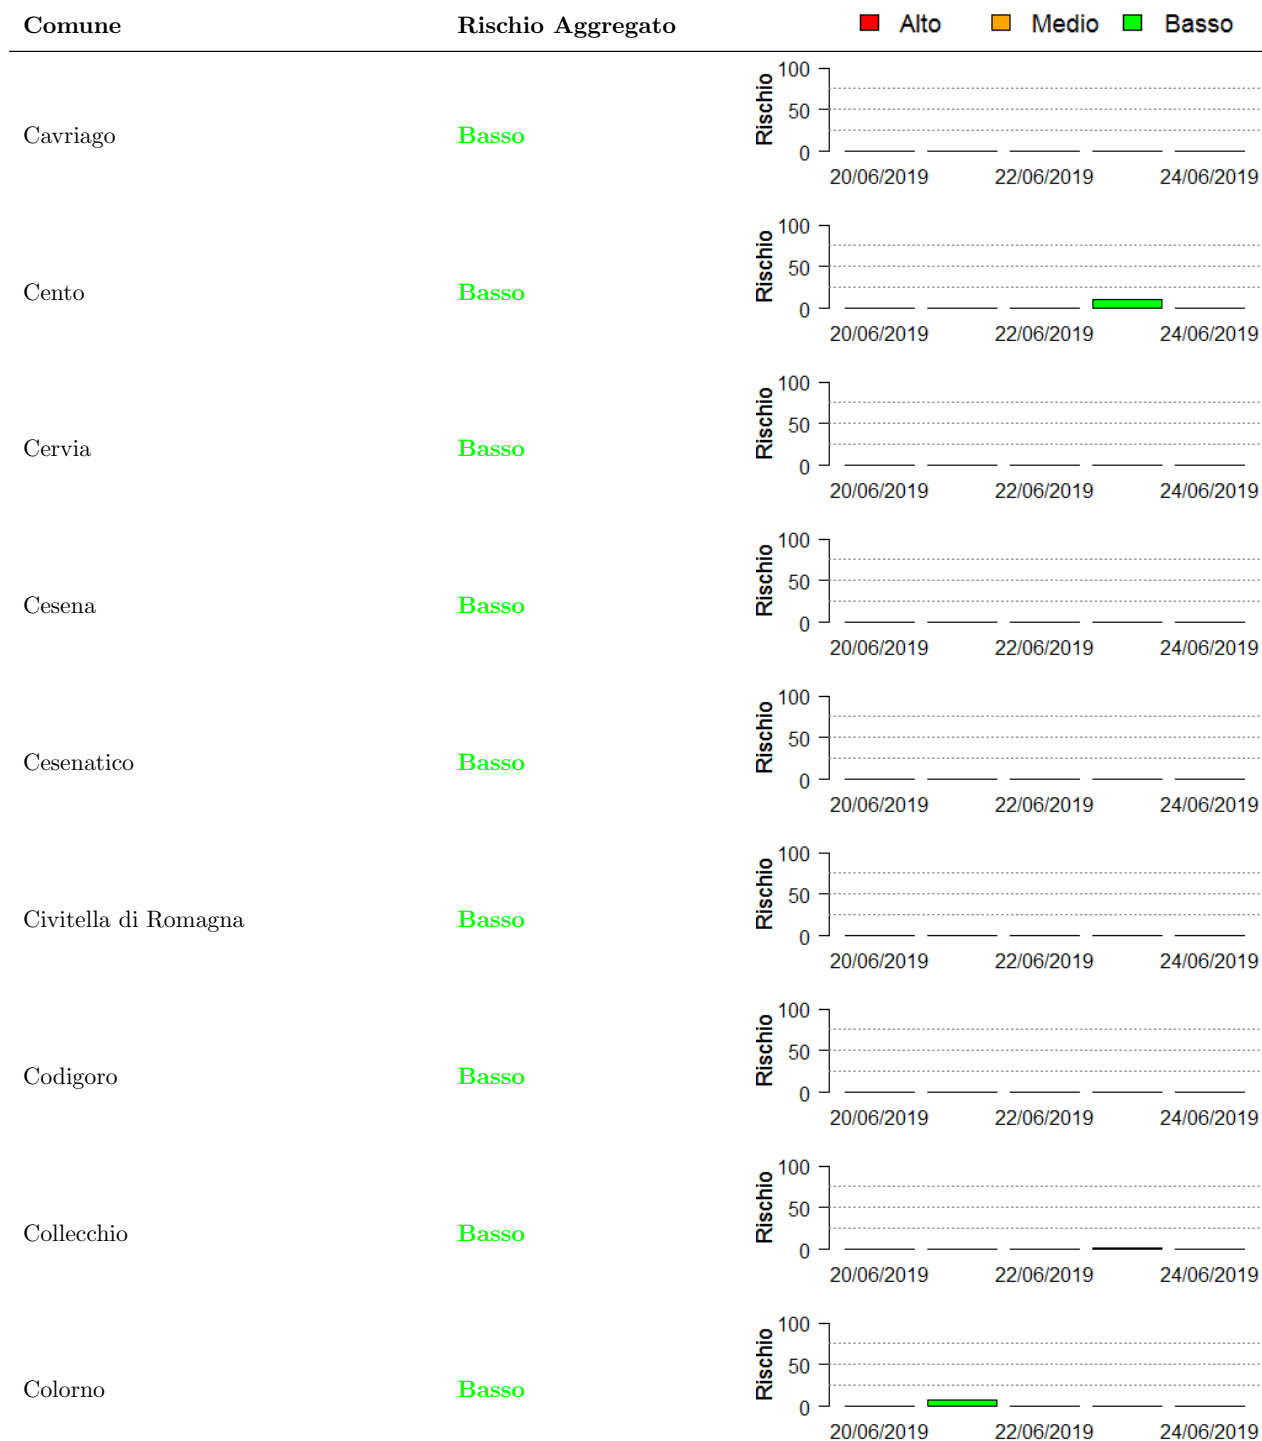 Comune Rischio Aggregato Alto Medio Basso
100
50
0
Rischio
Cavriago Basso
20/06/2019 22/06/2019 24/06/2019
100
50
0
Rischio
Cento Basso
20/06/2019 22/06/2019 24/06/2019
100
50
0
Rischio
Cervia Basso
20/06/2019 22/06/2019 24/06/2019
100
50
0
Rischio
Cesena Basso
20/06/2019 22/06/2019 24/06/2019
100
50
0
Rischio
Cesenatico Basso
20/06/2019 22/06/2019 24/06/2019
100
50
0
Rischio
Civitella di Romagna Basso
20/06/2019 22/06/2019 24/06/2019
100
50
0
Rischio
Codigoro Basso
20/06/2019 22/06/2019 24/06/2019
100
50
0
Rischio
Collecchio Basso
20/06/2019 22/06/2019 24/06/2019
100
50
0
Rischio
Colorno Basso
20/06/2019 22/06/2019 24/06/2019